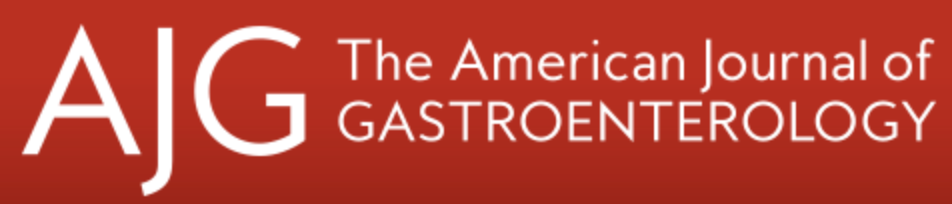 AJG
The American Journal of
GASTROENTEROLOGY